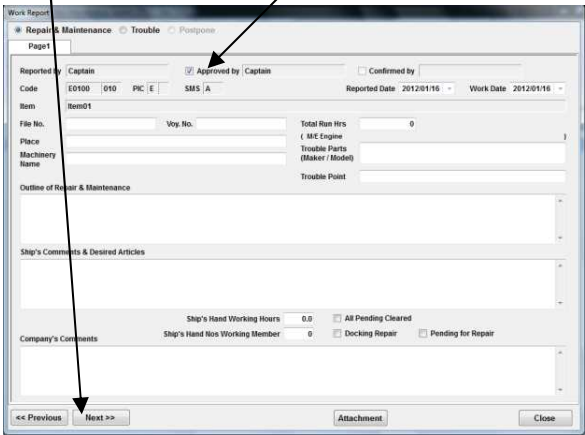 Work Report
Repair & Maintenance Trouble Postpone
Page1
Reported by Captain Approved by Captain Confirmed by
Code E0100 010 PIC E SMS A Reported Date 2012/01/16 Work Date 2012/01/16
Item Item01
File No. Voy. No. Total Run Hrs 0
( M/E Engine )
Place
Trouble Parts
(Maker / Model)
Machinery
Name
Trouble Point
Outline of Repair & Maintenance
Ship's Comments & Desired Articles
Ship's Hand Working Hours 0.0 All Pending Cleared
Ship's Hand Nos Working Member 0 Docking Repair Pending for Repair
Company's Comments
<< Previous Next >> Attachment Close